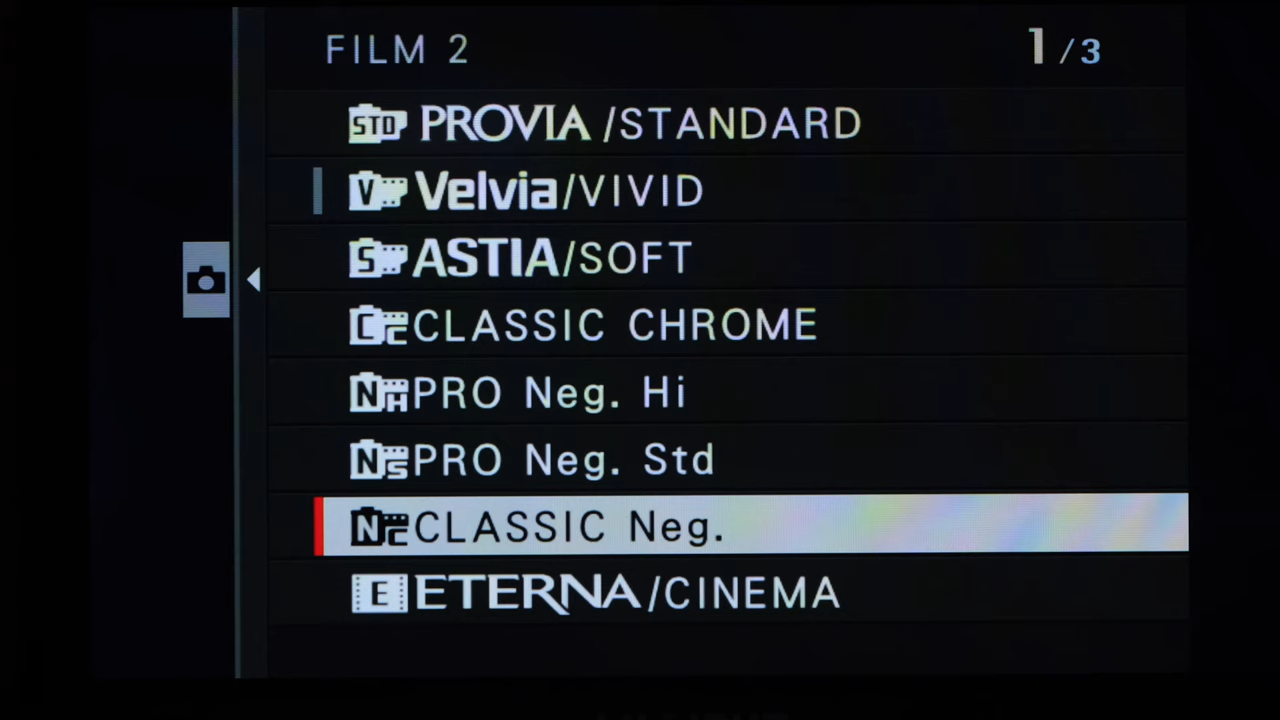 FILM 2 1/3
STD PROVIA/STANDARD
V Velvia/VIVID
S ASTIA/SOFT
C C CLASSIC CHROME
N H PRO Neg. Hi
N S PRO Neg. Std
N C CLASSIC Neg.
E ETERNA/CINEMA